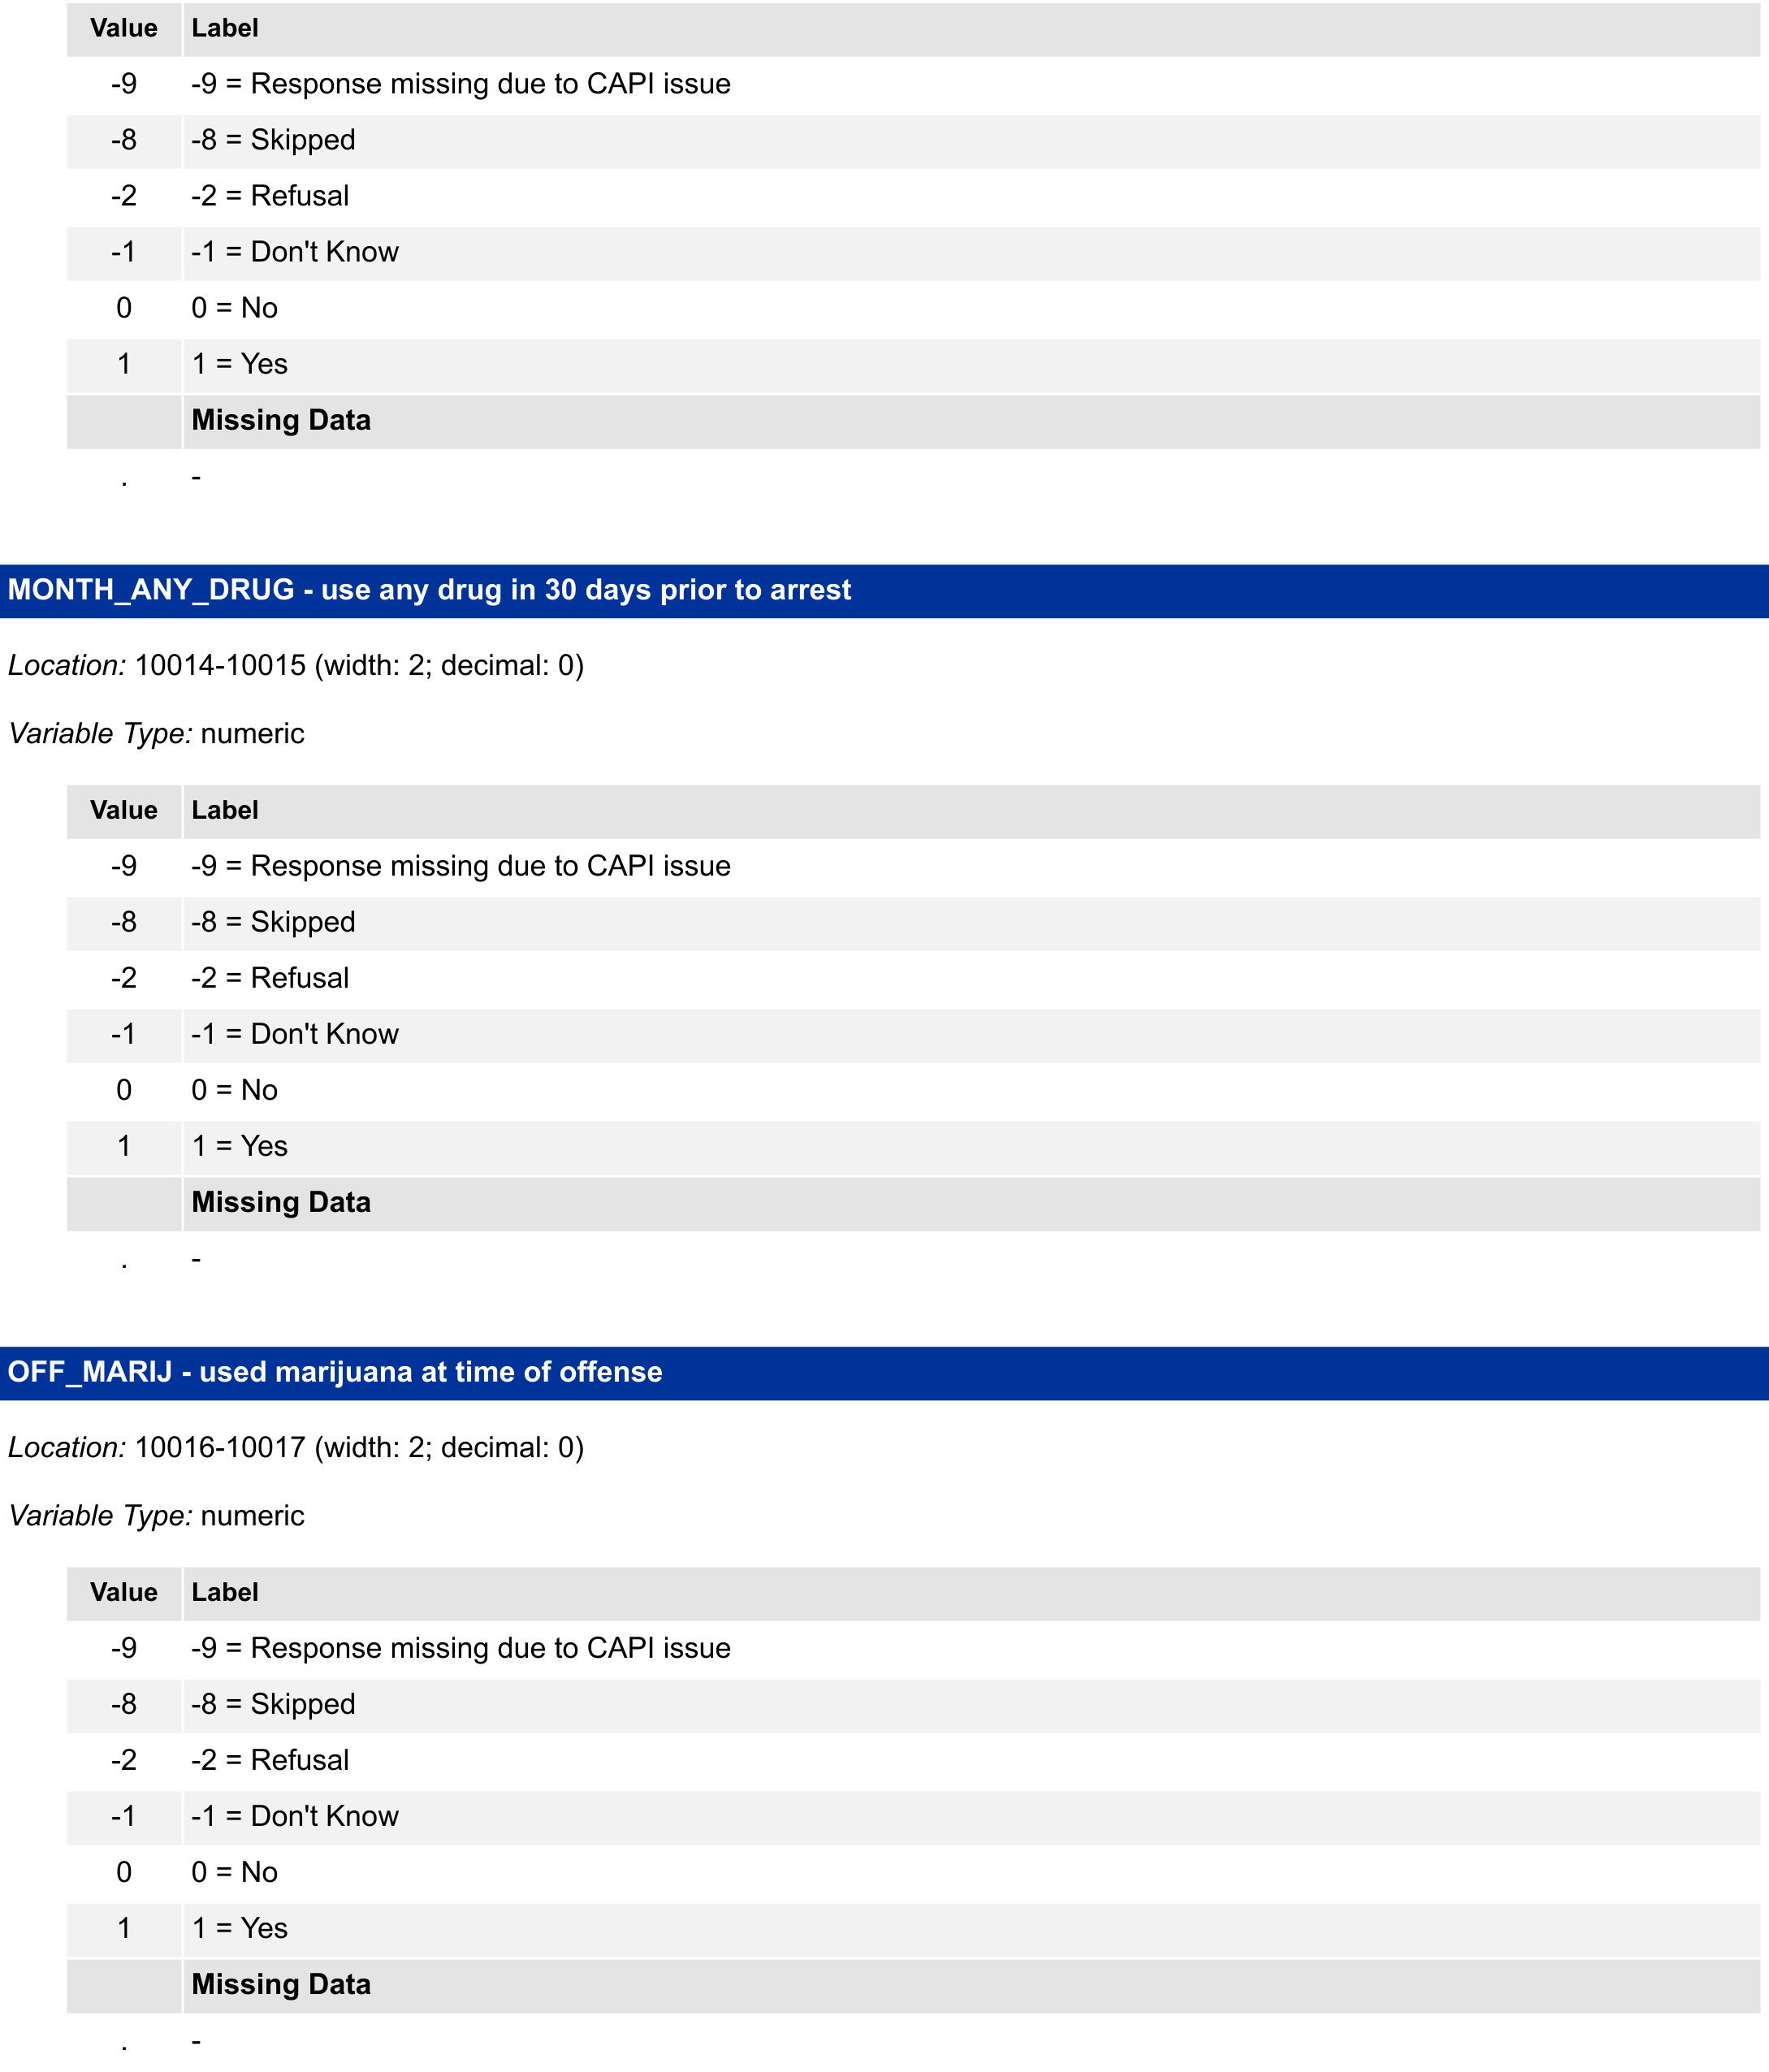 Value Label
-9 -9 = Response missing due to CAPI issue
-8 -8 = Skipped
-2 -2 = Refusal
-1 -1 = Don't Know
0 0 = No
1 1 = Yes
Missing Data
. -
MONTH_ANY_DRUG - use any drug in 30 days prior to arrest
Location: 10014-10015 (width: 2; decimal: 0)
Variable Type: numeric
Value Label
-9 -9 = Response missing due to CAPI issue
-8 -8 = Skipped
-2 -2 = Refusal
-1 -1 = Don't Know
0 0 = No
1 1 = Yes
Missing Data
. -
OFF_MARIJ - used marijuana at time of offense
Location: 10016-10017 (width: 2; decimal: 0)
Variable Type: numeric
Value Label
-9 -9 = Response missing due to CAPI issue
-8 -8 = Skipped
-2 -2 = Refusal
-1 -1 = Don't Know
0 0 = No
1 1 = Yes
Missing Data
. -